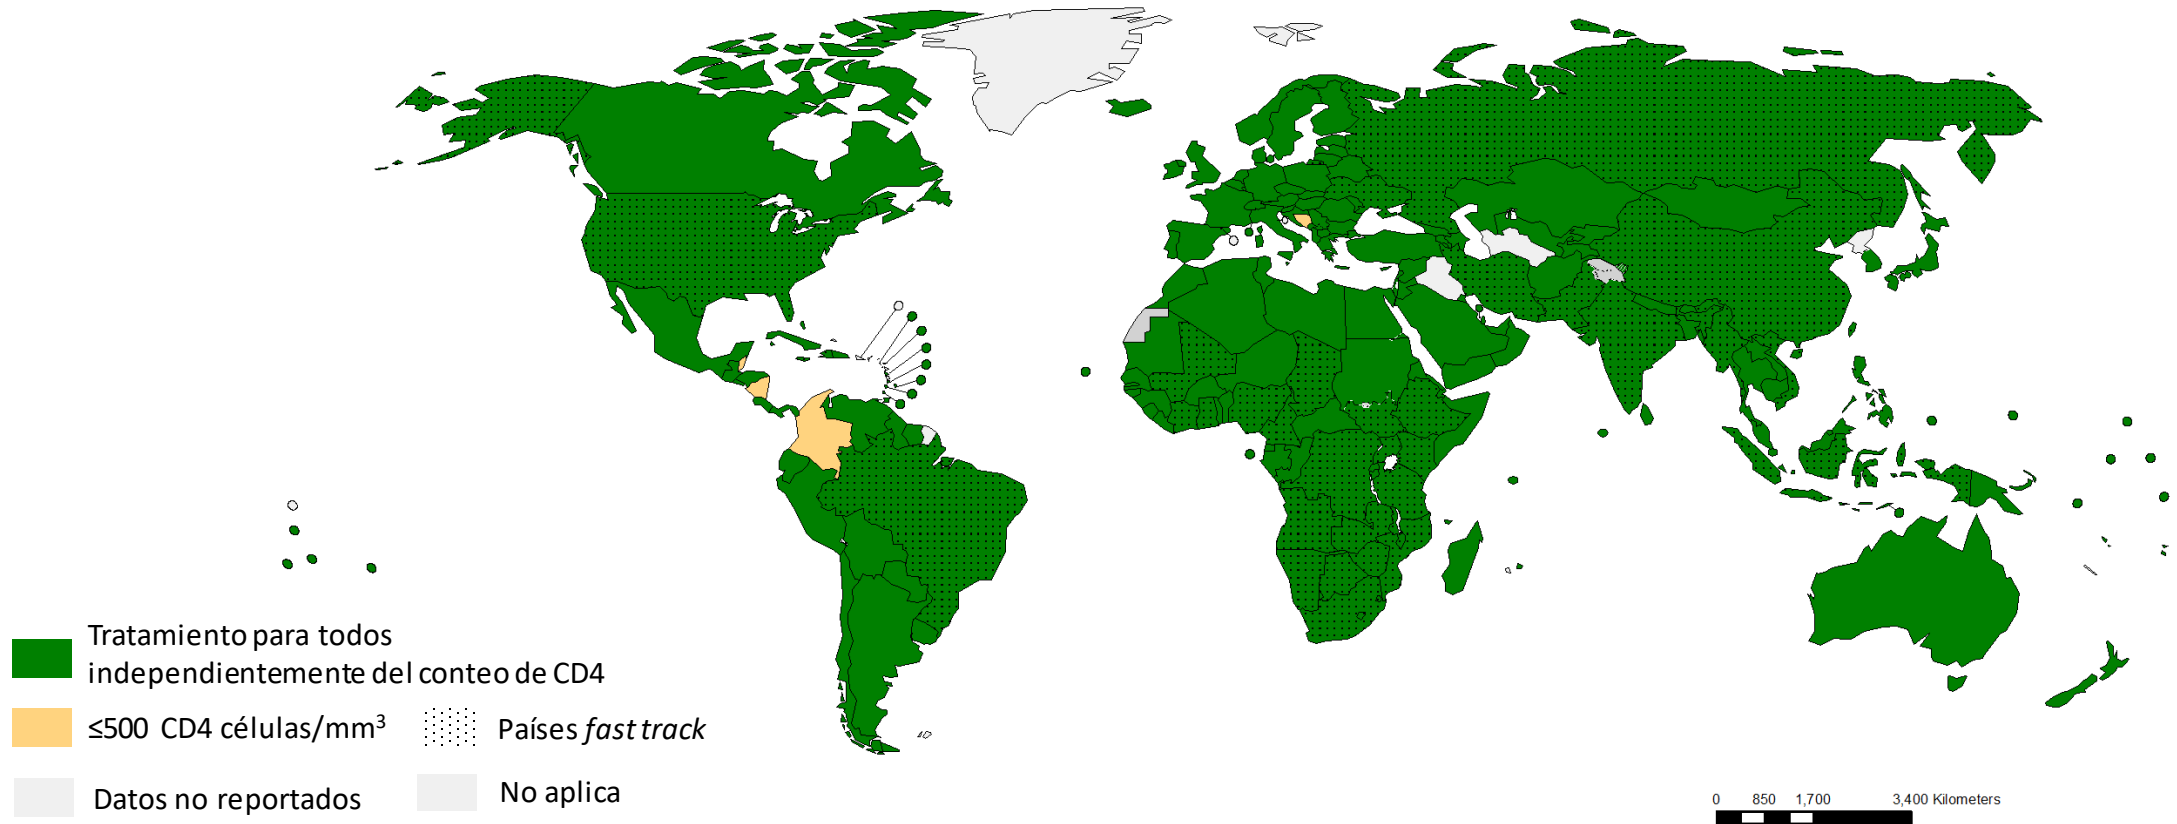 Tratamiento para todos
independientemente del conteo de CD4
≤500 CD4 células/mm³
Países fast track
Datos no reportados
No aplica
0 850 1,700 3,400 Kilometers